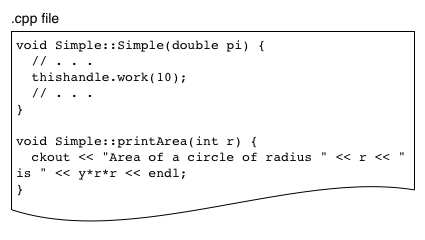 .cpp file
void Simple::Simple(double pi) {
  // . . .
  thishandle.work(10);
  // . . .
}

void Simple::printArea(int r) {
  ckout << "Area of a circle of radius " << r << "
is " << y*r*r << endl;
}